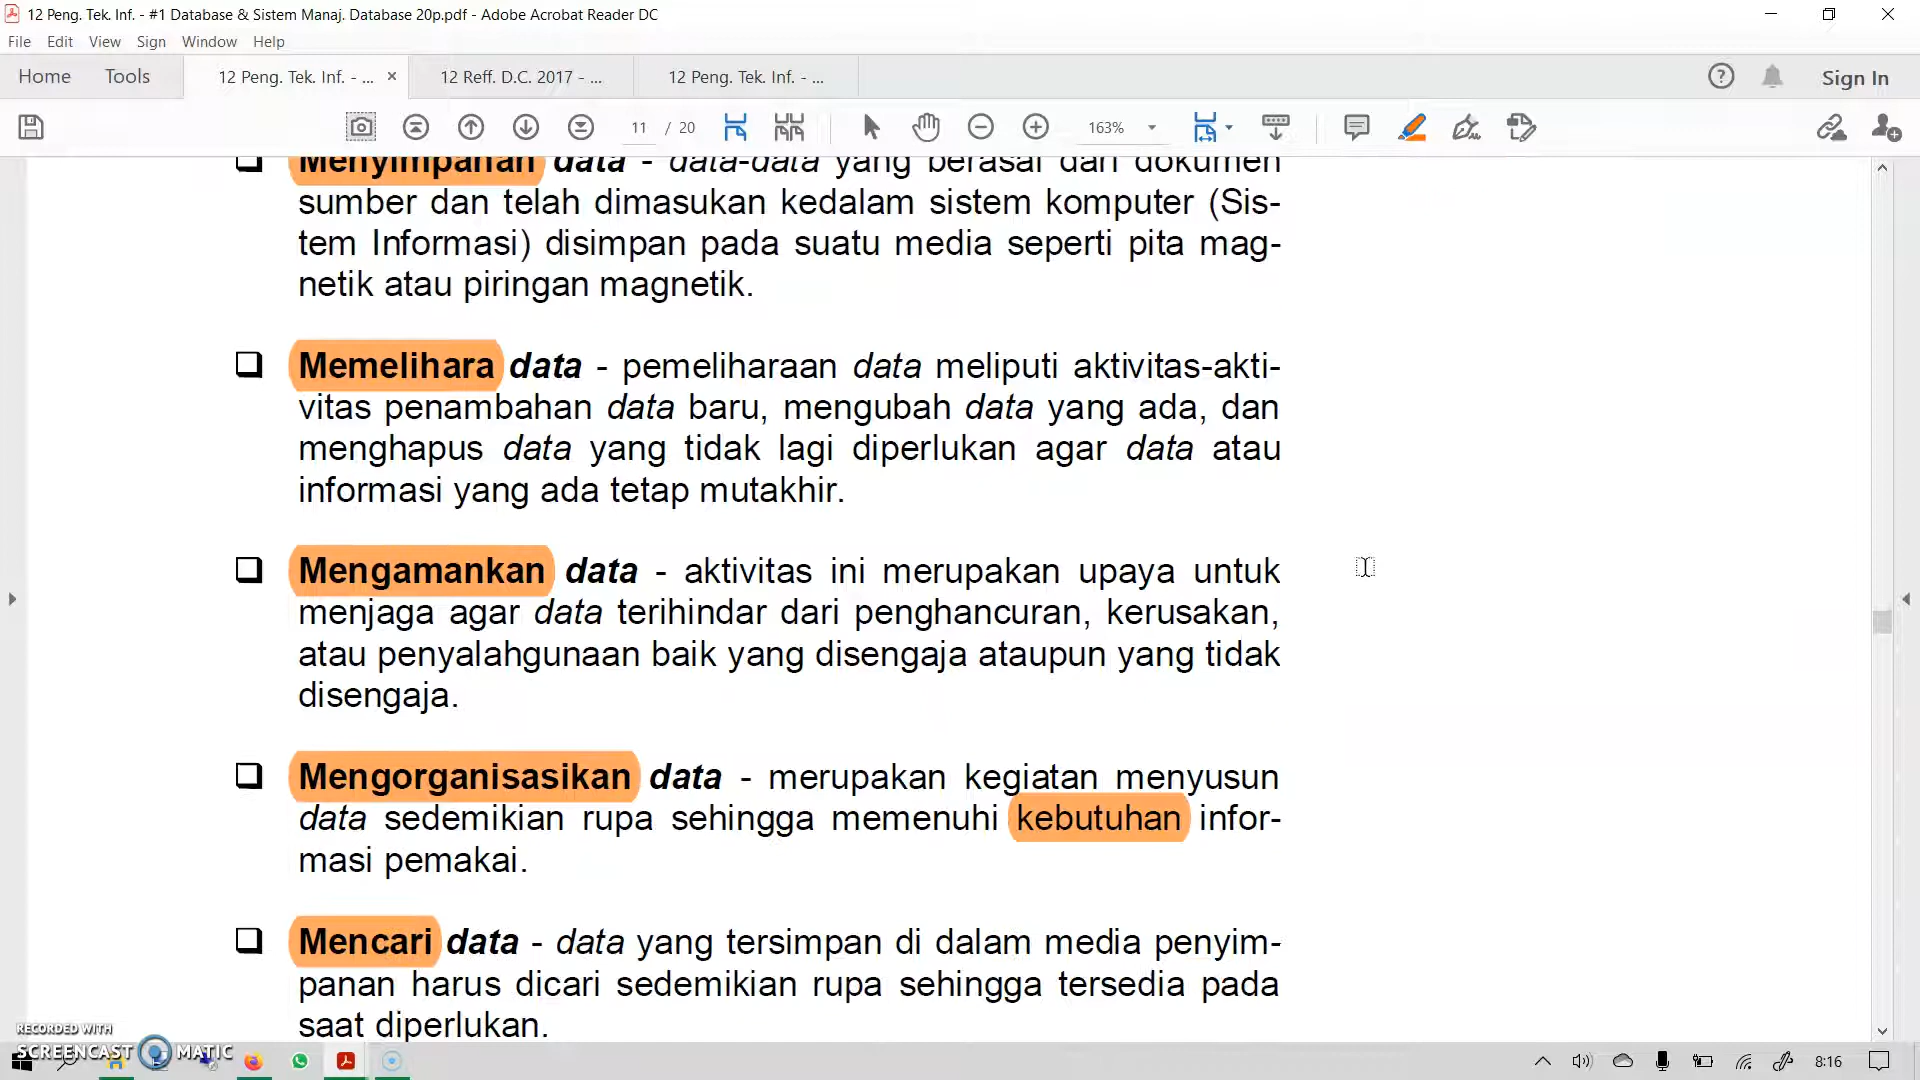 12 Peng. Tek. Inf. - #1 Database & Sistem Manaj. Database 20p.pdf - Adobe Acrobat Reader DC
File Edit View Sign Window Help
Home Tools 12 Peng. Tek. Inf. - ... × 12 Reff. D.C. 2017 - ... 12 Peng. Tek. Inf. - ... Sign In
11 / 20 163%
Menyimpanan data - data-data yang berasal dari dokumen
sumber dan telah dimasukan kedalam sistem komputer (Sis-
tem Informasi) disimpan pada suatu media seperti pita mag-
netik atau piringan magnetik.
Memelihara data - pemeliharaan data meliputi aktivitas-akti-
vitas penambahan data baru, mengubah data yang ada, dan
menghapus data yang tidak lagi diperlukan agar data atau
informasi yang ada tetap mutakhir.
Mengamankan data - aktivitas ini merupakan upaya untuk
menjaga agar data terihindar dari penghancuran, kerusakan,
atau penyalahgunaan baik yang disengaja ataupun yang tidak
disengaja.
Mengorganisasikan data - merupakan kegiatan menyusun
data sedemikian rupa sehingga memenuhi kebutuhan infor-
masi pemakai.
Mencari data - data yang tersimpan di dalam media penyim-
panan harus dicari sedemikian rupa sehingga tersedia pada
saat diperlukan.
RECORDED WITH
SCREENCAST MATIC
8:16